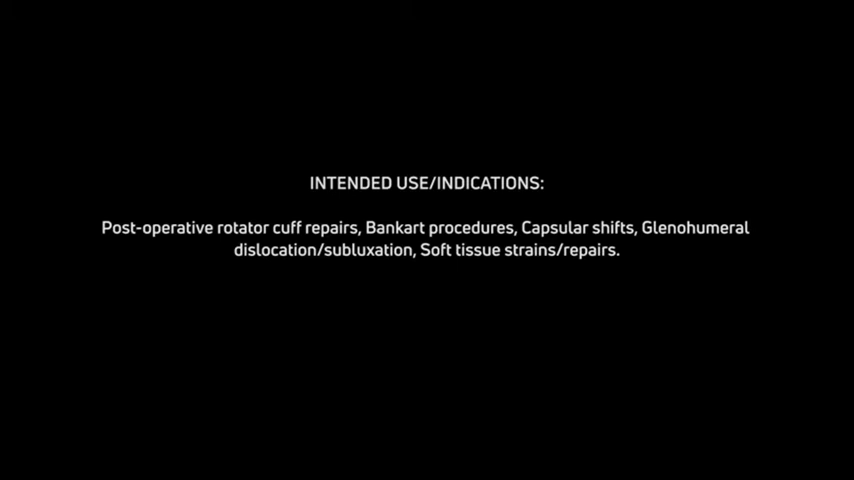 INTENDED USE/INDICATIONS:
Post-operative rotator cuff repairs, Bankart procedures, Capsular shifts, Glenohumeral
dislocation/subluxation, Soft tissue strains/repairs.